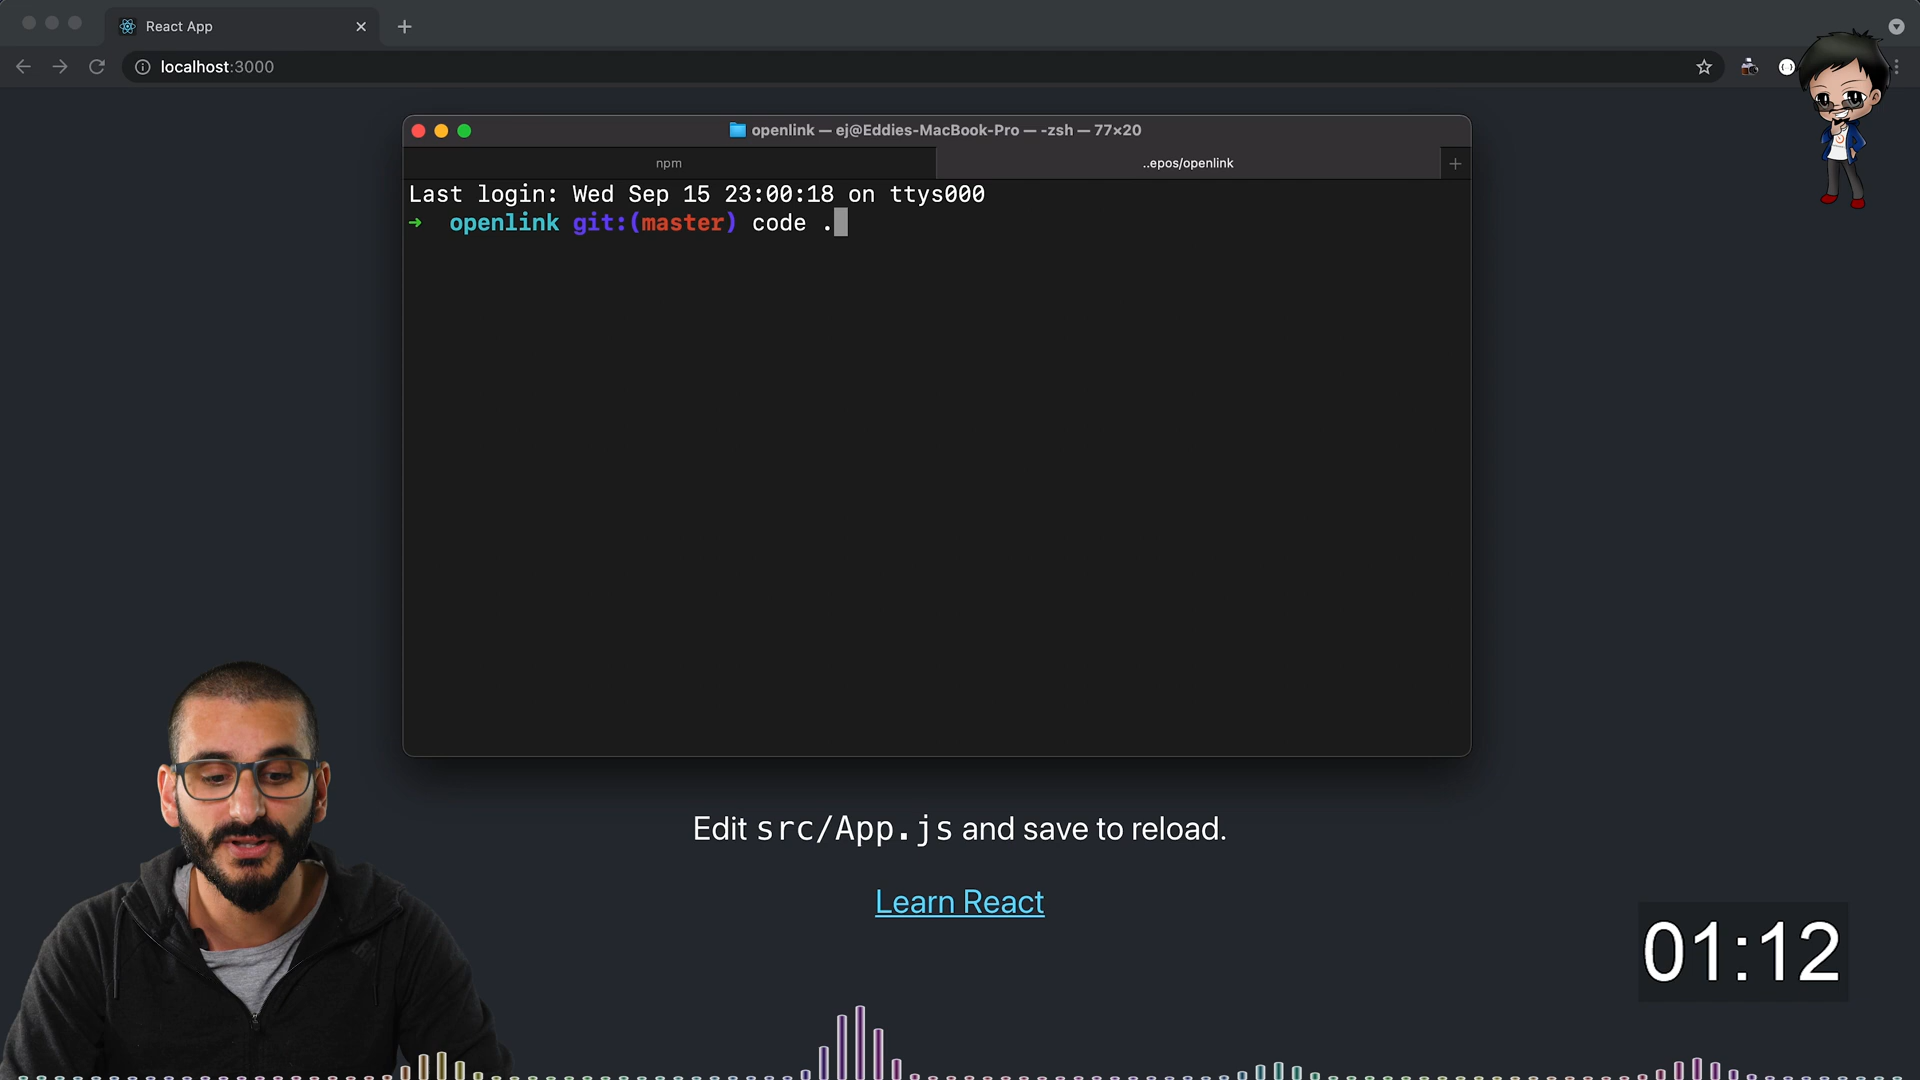 React App
localhost:3000
openlink — ej@Eddies-MacBook-Pro — -zsh — 77×20
npm
..epos/openlink
Last login: Wed Sep 15 23:00:18 on ttys000
➜ openlink git:(master) code .
Edit src/App.js and save to reload.
Learn React
01:12